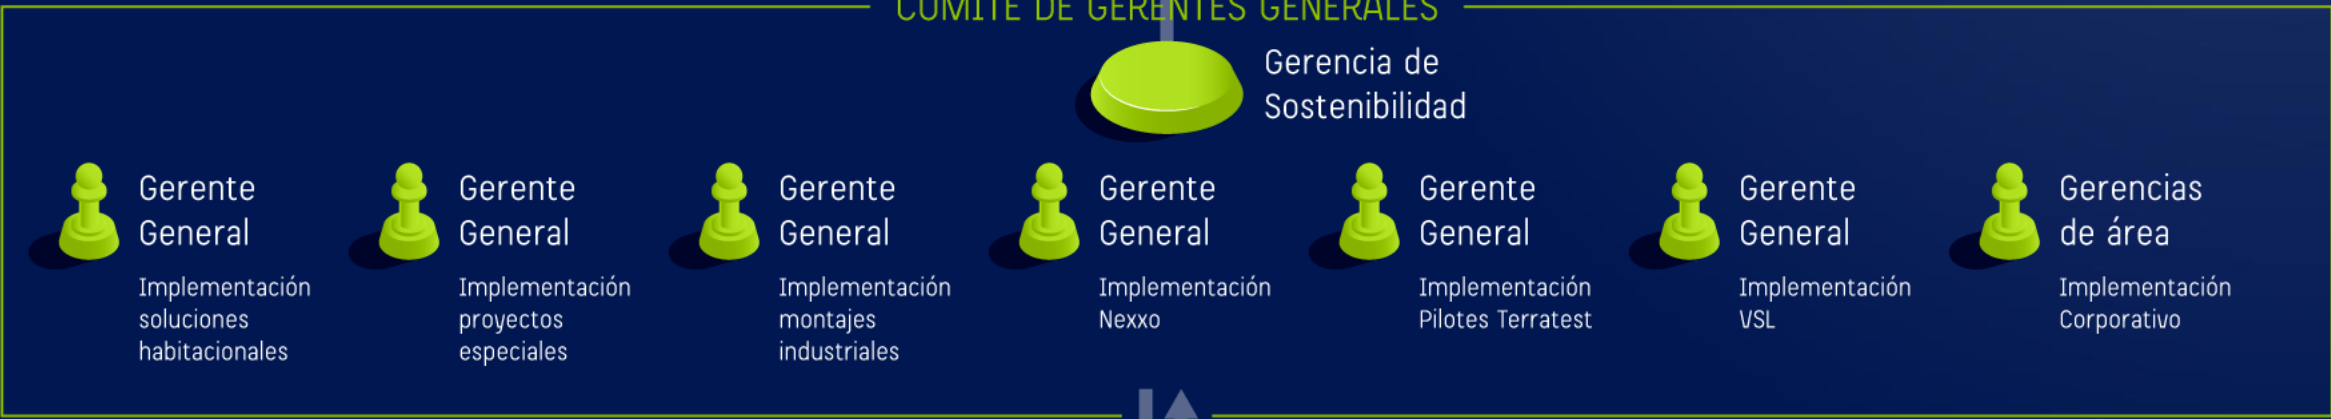 COMITÉ DE GERENTES GENERALES
Gerencia de
Sostenibilidad
Gerente
General
Implementación
soluciones
habitacionales
Gerente
General
Implementación
proyectos
especiales
Gerente
General
Implementación
montajes
industriales
Gerente
General
Implementación
Nexxo
Gerente
General
Implementación
Pilotes Terratest
Gerente
General
Implementación
VSL
Gerencias
de área
Implementación
Corporativo